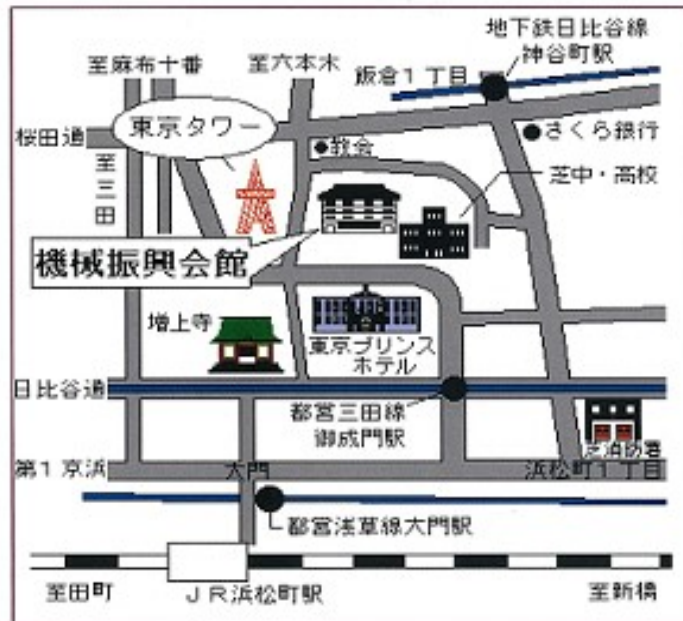 地下鉄日比谷線
神谷町駅
至麻布十番
至六本木
飯倉1丁目
桜田通
東京タワー
さくら銀行
教会
至三田
芝中・高校
機械振興会館
増上寺
東京プリンス
ホテル
日比谷通
都営三田線
御成門駅
芝消防署
第1京浜
大門
浜松町1丁目
都営浅草線大門駅
至田町
JR浜松町駅
至新橋